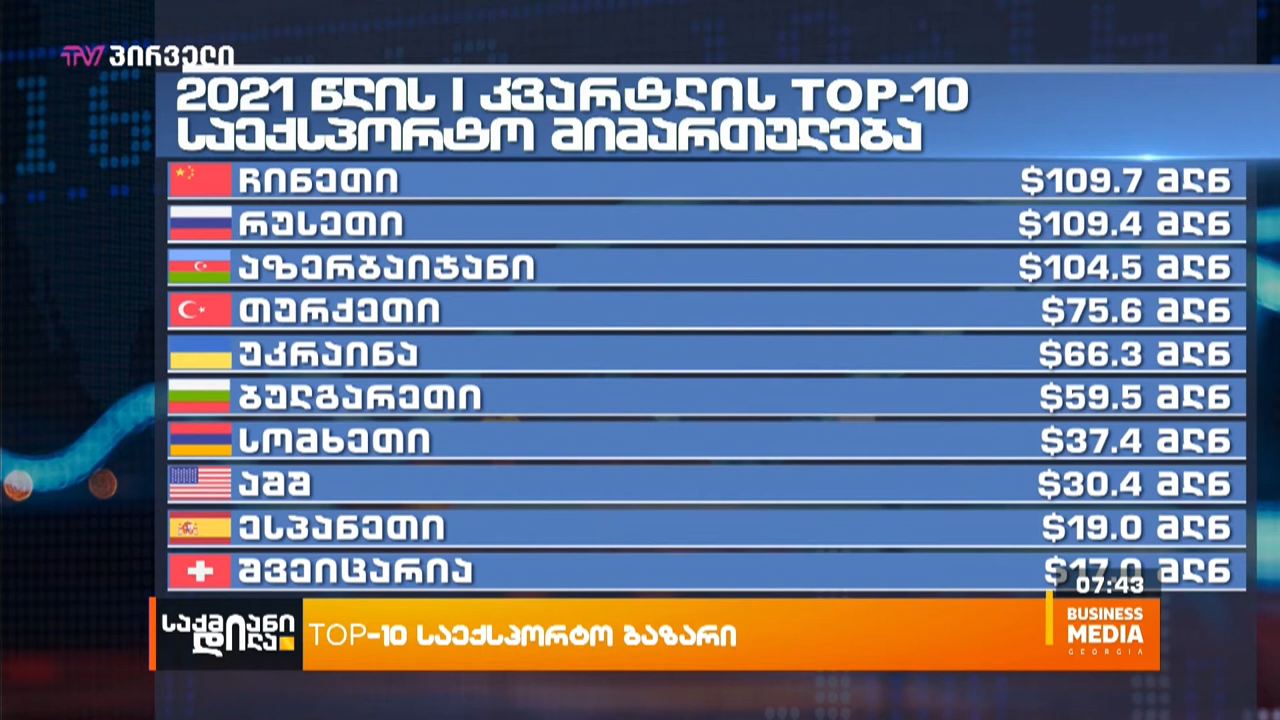 TV პირველი
2021 წლის I კვარტლის TOP-10
საექსპორტო მიმართულება
ჩინეთი $109.7 მლნ
რუსეთი $109.4 მლნ
აზერბაიჯანი $104.5 მლნ
თურქეთი $75.6 მლნ
უკრაინა $66.3 მლნ
ბულგარეთი $59.5 მლნ
სომხეთი $37.4 მლნ
აშშ $30.4 მლნ
ესპანეთი $19.0 მლნ
შვეიცარია $17.0 მლნ
07:43
საქმიანი
დილა
TOP-10 საექსპორტო ბაზარი
BUSINESS
MEDIA
GEORGIA